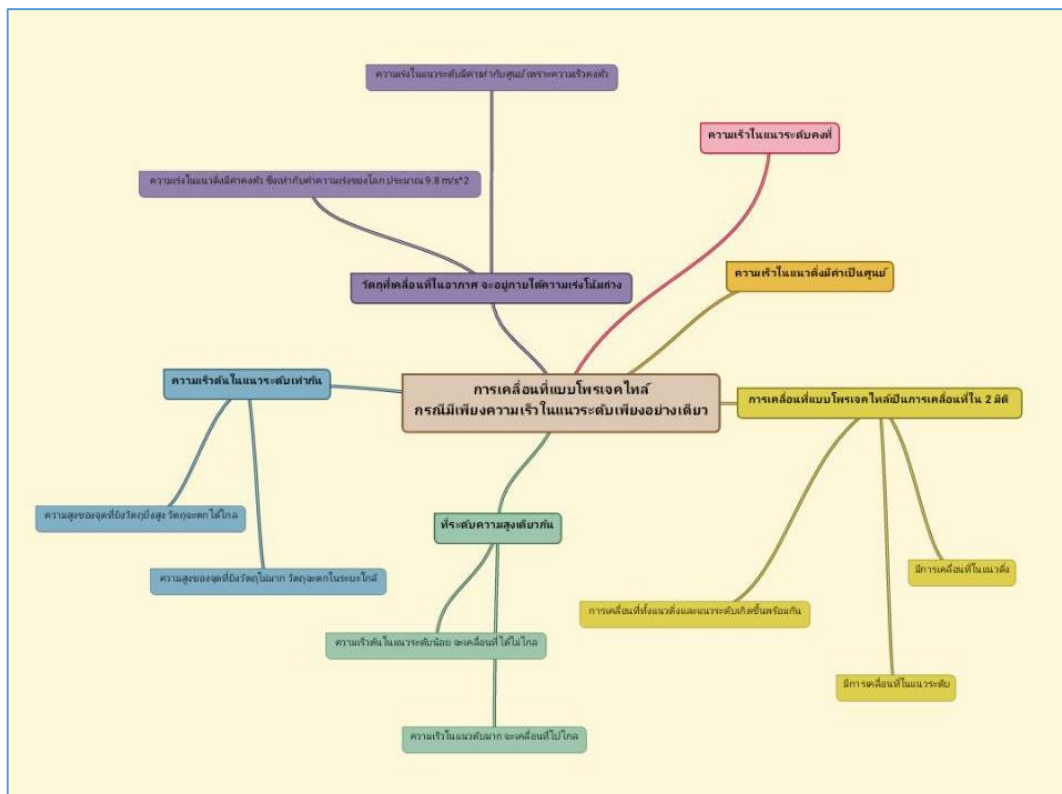 ความเร่งในแนวระดับมีค่าเท่ากับศูนย์ เพราะความเร็วคงตัว
ความเร็วในแนวระดับคงที่
ความเร่งในแนวดิ่งมีค่าคงตัว ซึ่งเท่ากับค่าความเร่งของโลก ประมาณ 9.8 m/s^2
ความเร็วในแนวดิ่งมีค่าเป็นศูนย์
วัตถุที่เคลื่อนที่ในอากาศ จะอยู่ภายใต้ความเร่งโน้มถ่วง
ความเร็วต้นในแนวระดับเท่ากัน
การเคลื่อนที่แบบโพรเจคไทล์
กรณีมีเพียงความเร็วในแนวระดับเพียงอย่างเดียว
การเคลื่อนที่แบบโพรเจคไทล์เป็นการเคลื่อนที่ใน 2 มิติ
ความสูงของจุดที่ยิงวัตถุยิ่งสูง วัตถุจะตกได้ไกล
ที่ระดับความสูงเดียวกัน
ความสูงของจุดที่ยิงวัตถุไม่มาก วัตถุจะตกในระยะใกล้
มีการเคลื่อนที่ในแนวดิ่ง
การเคลื่อนที่ทั้งแนวดิ่งและแนวระดับเกิดขึ้นพร้อมกัน
ความเร็วต้นในแนวระดับน้อย จะเคลื่อนที่ได้ไม่ไกล
มีการเคลื่อนที่ในแนวระดับ
ความเร็วในแนวดับมาก จะเคลื่อนที่ไปไกล